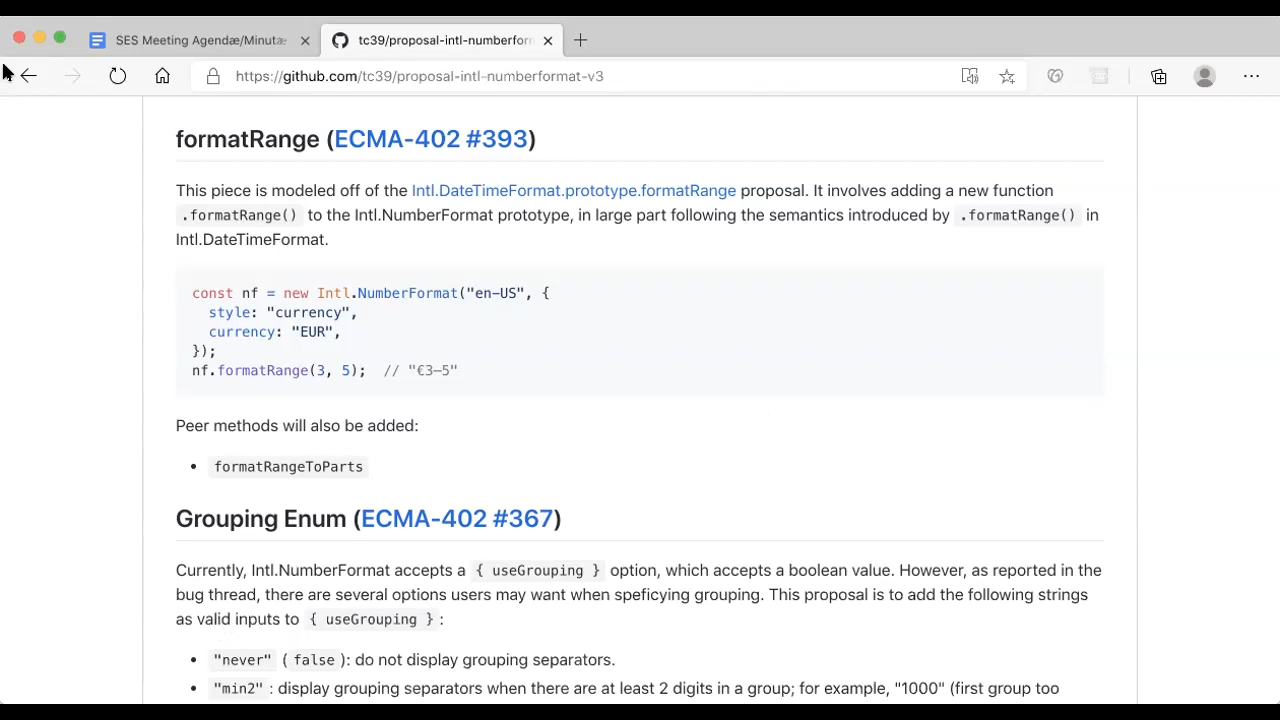 SES Meeting Agendæ/Minutæ
tc39/proposal-intl-numberforn
https://github.com/tc39/proposal-intl-numberformat-v3
formatRange (ECMA-402 #393)
This piece is modeled off of the Intl.DateTimeFormat.prototype.formatRange proposal. It involves adding a new function
.formatRange() to the Intl.NumberFormat prototype, in large part following the semantics introduced by .formatRange() in
Intl.DateTimeFormat.
const nf = new Intl.NumberFormat("en-US", {
style: "currency",
currency: "EUR",
});
nf.formatRange(3, 5); // "€3–5"
Peer methods will also be added:
• formatRangeToParts
Grouping Enum (ECMA-402 #367)
Currently, Intl.NumberFormat accepts a { useGrouping } option, which accepts a boolean value. However, as reported in the
bug thread, there are several options users may want when speficying grouping. This proposal is to add the following strings
as valid inputs to { useGrouping }:
• "never" ( false ): do not display grouping separators.
• "min2" : display grouping separators when there are at least 2 digits in a group; for example, "1000" (first group too